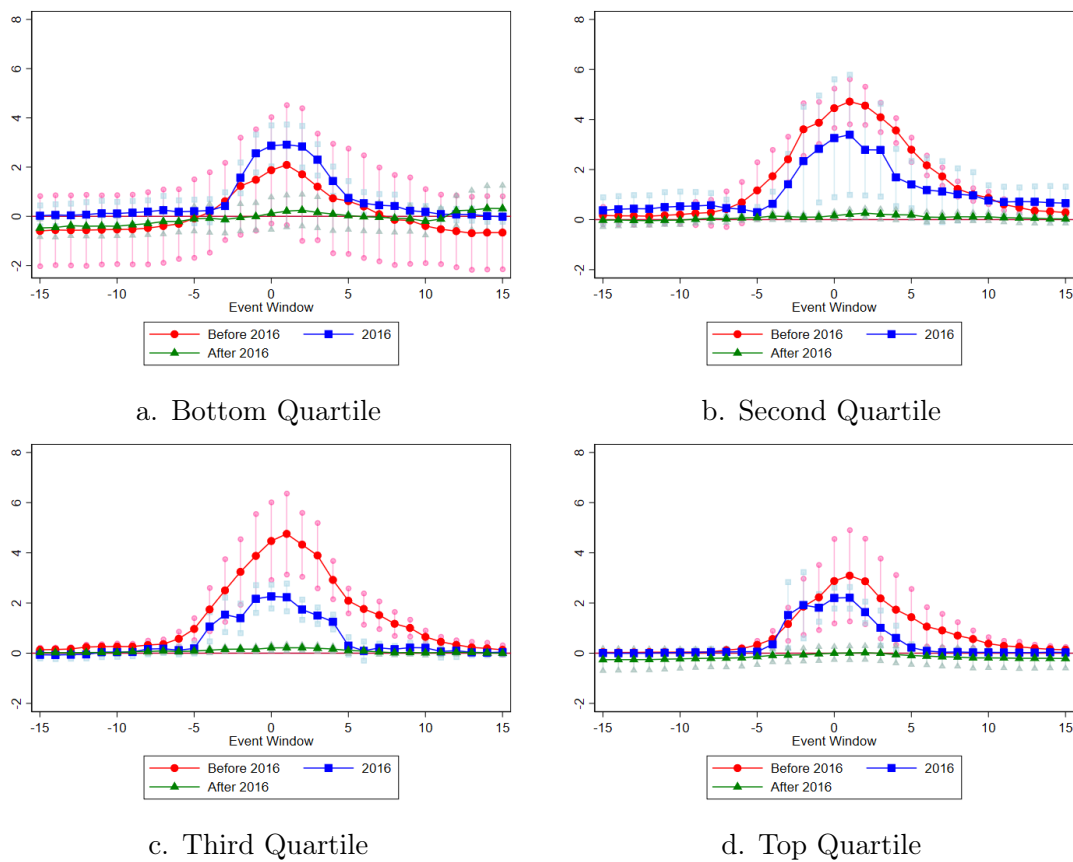 8
6
4
2
0
-2
-15 -10 -5 0 5 10 15
Event Window
Before 2016 2016
After 2016
a. Bottom Quartile
8
6
4
2
0
-2
-15 -10 -5 0 5 10 15
Event Window
Before 2016 2016
After 2016
b. Second Quartile
8
6
4
2
0
-2
-15 -10 -5 0 5 10 15
Event Window
Before 2016 2016
After 2016
c. Third Quartile
8
6
4
2
0
-2
-15 -10 -5 0 5 10 15
Event Window
Before 2016 2016
After 2016
d. Top Quartile